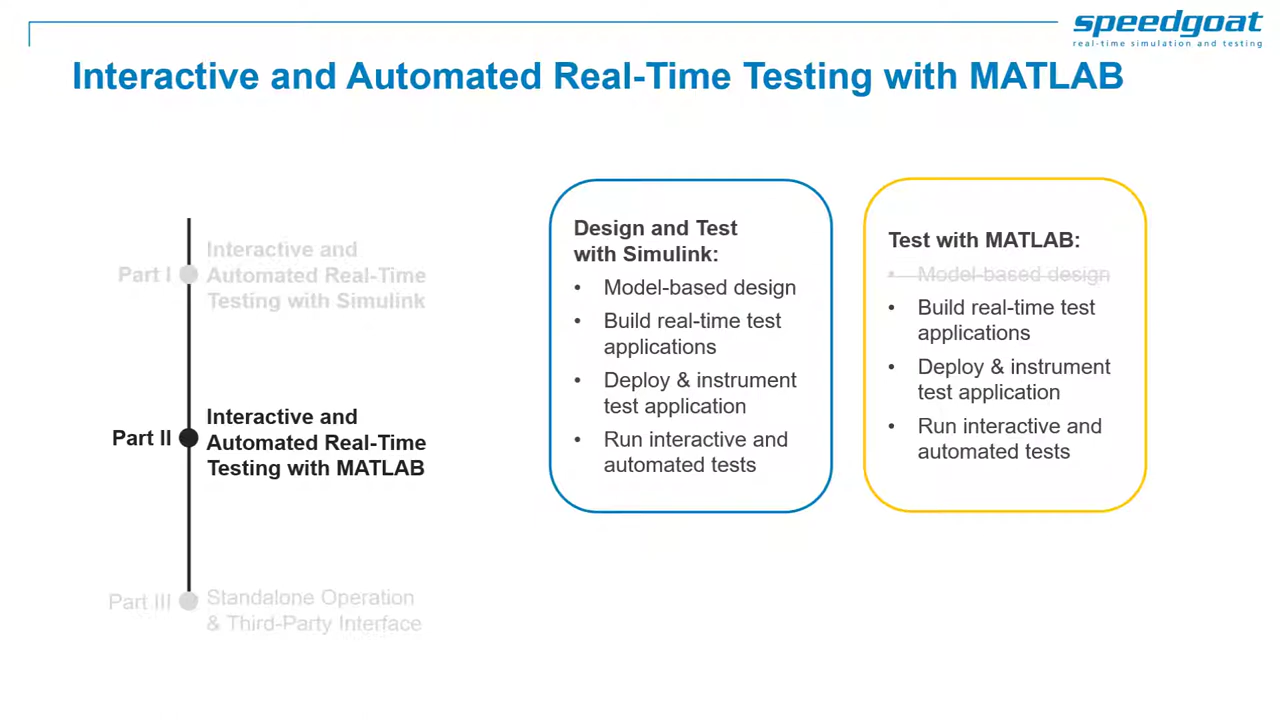 speedgoat
real-time simulation and testing
Interactive and Automated Real-Time Testing with MATLAB
Part I
Interactive and
Automated Real-Time
Testing with Simulink
Part II
Interactive and
Automated Real-Time
Testing with MATLAB
Part III
Standalone Operation
& Third-Party Interface
Design and Test
with Simulink:
• Model-based design
• Build real-time test
applications
• Deploy & instrument
test application
• Run interactive and
automated tests
Test with MATLAB:
• Model-based design
• Build real-time test
applications
• Deploy & instrument
test application
• Run interactive and
automated tests